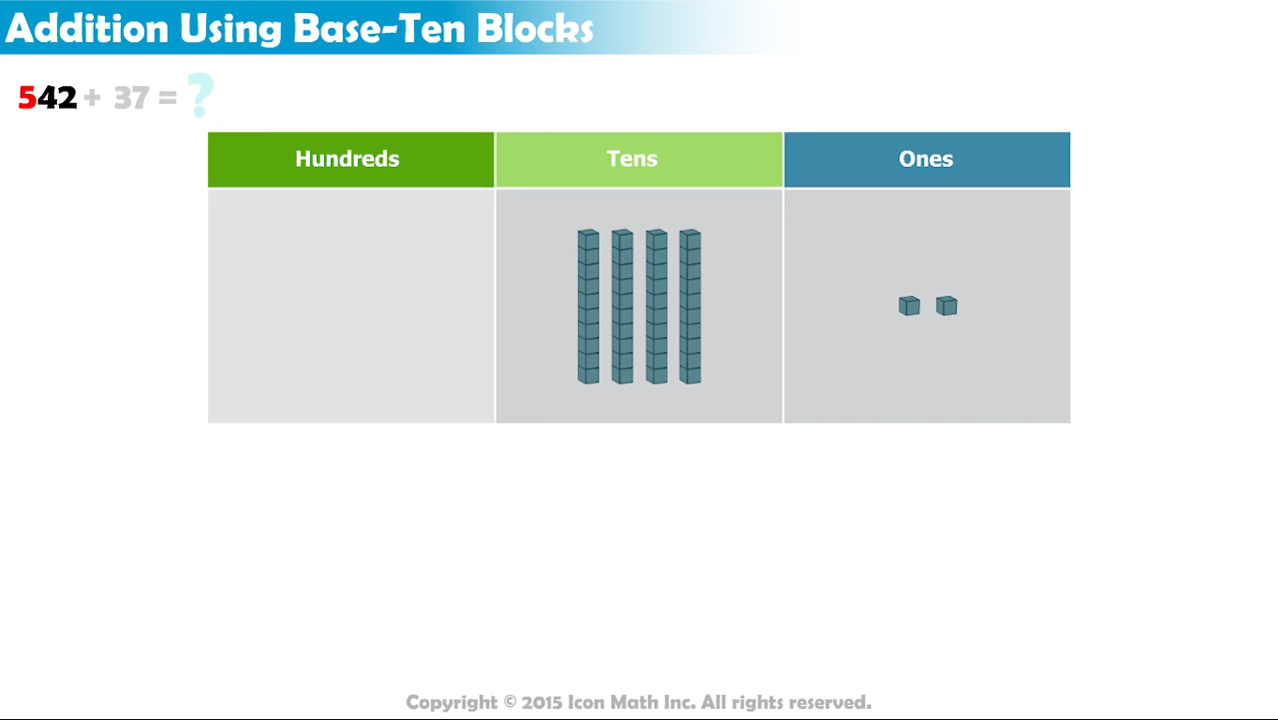 Addition Using Base-Ten Blocks
542 + 37 = ?
Hundreds Tens Ones
Copyright © 2015 Icon Math Inc. All rights reserved.